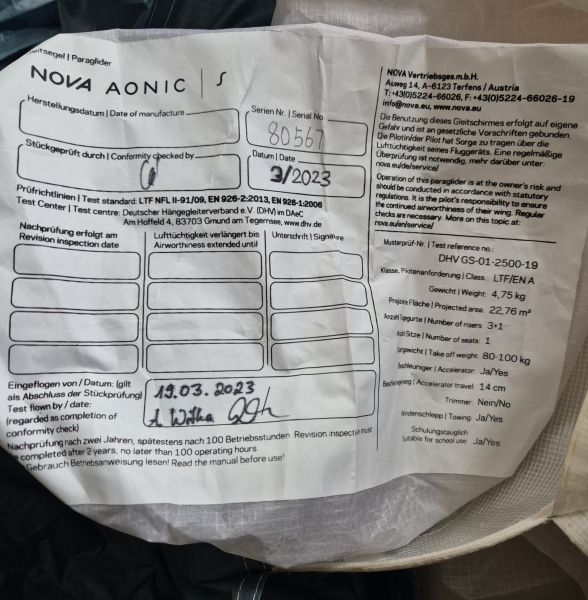 Paraglider
NOVA AONIC | S
Herstellungsdatum | Date of manufacture
Serien Nr. | Serial No.
80567
Stückgeprüft durch | Conformity checked by
Datum | Date
3/2023
Prüfrichtlinien | Test standard: LTF NFL II-91/09, EN 926-2:2013, EN 926-1:2006
Test Center | Test centre: Deutscher Hängegleiterverband e.V. (DHV) im DAeC
Am Hoffeld 4, 83703 Gmund am Tegernsee, www.dhv.de
Nachprüfung erfolgt am
Revision inspection date
Lufttüchtigkeit verlängert bis
Airworthiness extended until
Unterschrift | Signature
Eingeflogen von / Datum: (gilt
als Abschluss der Stückprüfung)
Test flown by / date:
(regarded as completion of
conformity check)
19.03.2023
Nachprüfung nach zwei Jahren, spätestens nach 100 Betriebsstunden. Revision inspection must
completed after 2 years, no later than 100 operating hours
Gebrauch Betriebsanweisung lesen! Read the manual before use!
NOVA Vertriebsges.m.b.H.
Auweg 14, A-6123 Terfens / Austria
T: +43(0)5224-66026, F: +43(0)5224-66026-19
info@nova.eu, www.nova.eu
Die Benutzung dieses Gleitschirmes erfolgt auf eigene
Gefahr und ist an gesetzliche Vorschriften gebunden.
Die Pilotin/der Pilot hat Sorge zu tragen über die
Lufttüchtigkeit seines Fluggeräts. Eine regelmäßige
Überprüfung ist notwendig, mehr darüber unter:
nova.eu/de/service/
Operation of this paraglider is at the owner's risk and
should be conducted in accordance with statutory
regulations. It is the pilot's responsibility to ensure
the continued airworthiness of their wing. Regular
checks are necessary. More on this topic at:
nova.eu/en/service/
Musterprüf-Nr. | Test reference no.:
DHV GS-01-2500-19
Klasse, Pilotenanforderung | Class.: LTF/EN A
Gewicht | Weight: 4,75 kg
Projizierte Fläche | Projected area: 22,76 m²
Anzahl Tragegurte | Number of risers: 3+1
Sitze | Number of seats: 1
| Take off weight: 80-100 kg
| Accelerator: Ja/Yes
| Accelerator travel: 14 cm
Trimmer: Nein/No
| Towing: Ja/Yes
Schulungstauglich
suitable for school use Ja/Yes